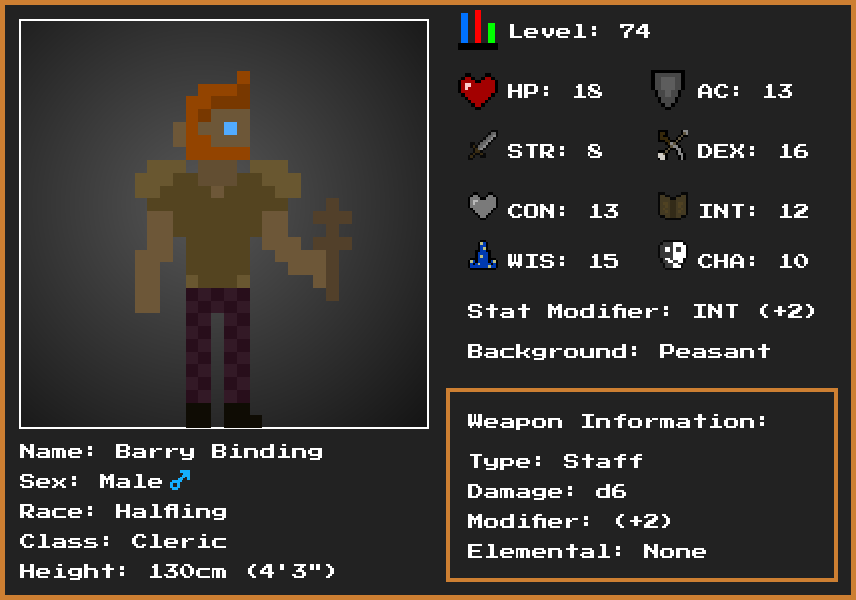 Level: 74
HP: 18 AC: 13
STR: 8 DEX: 16
CON: 13 INT: 12
WIS: 15 CHA: 10
Stat Modifier: INT (+2)
Background: Peasant
Weapon Information:
Type: Staff
Damage: d6
Modifier: (+2)
Elemental: None
Name: Barry Binding
Sex: Male ♂
Race: Halfling
Class: Cleric
Height: 130cm (4'3")